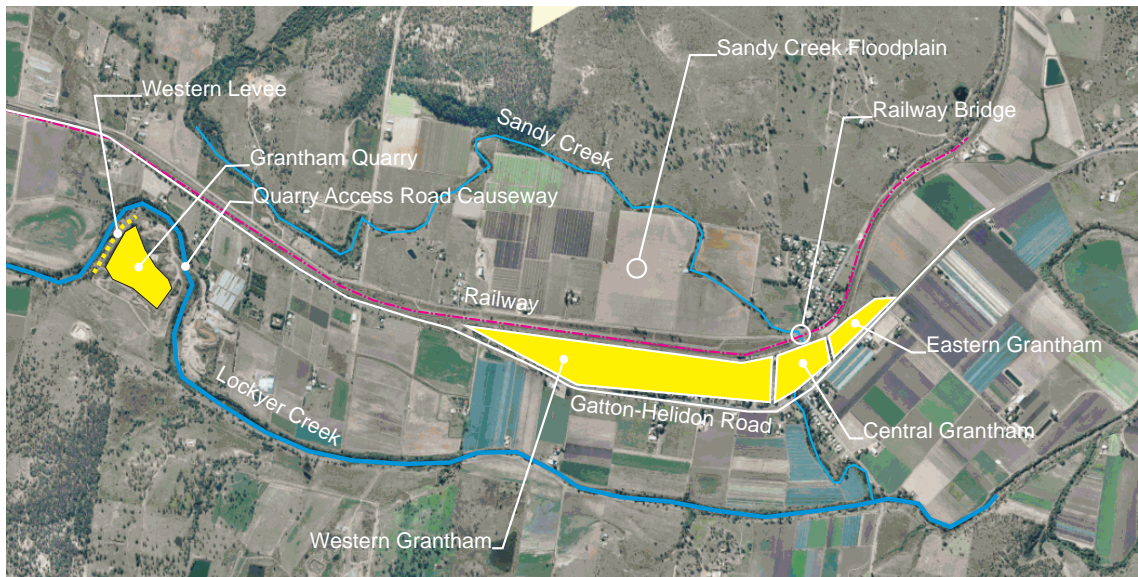 Sandy Creek Floodplain
Western Levee
Railway Bridge
Sandy Creek
Grantham Quarry
Quarry Access Road Causeway
Railway
Eastern Grantham
Lockyer Creek
Gatton-Helidon Road
Central Grantham
Western Grantham